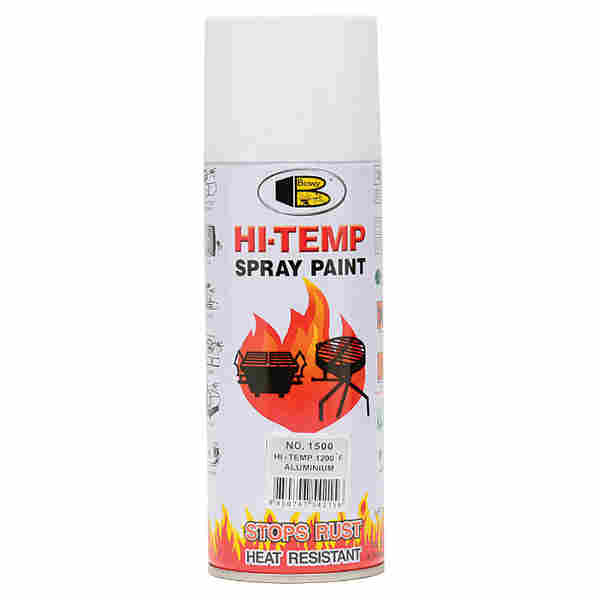 Bosny
B
HI-TEMP
SPRAY PAINT
NO. 1500
HI-TEMP 1200°F
ALUMINIUM
STOPS RUST
HEAT RESISTANT